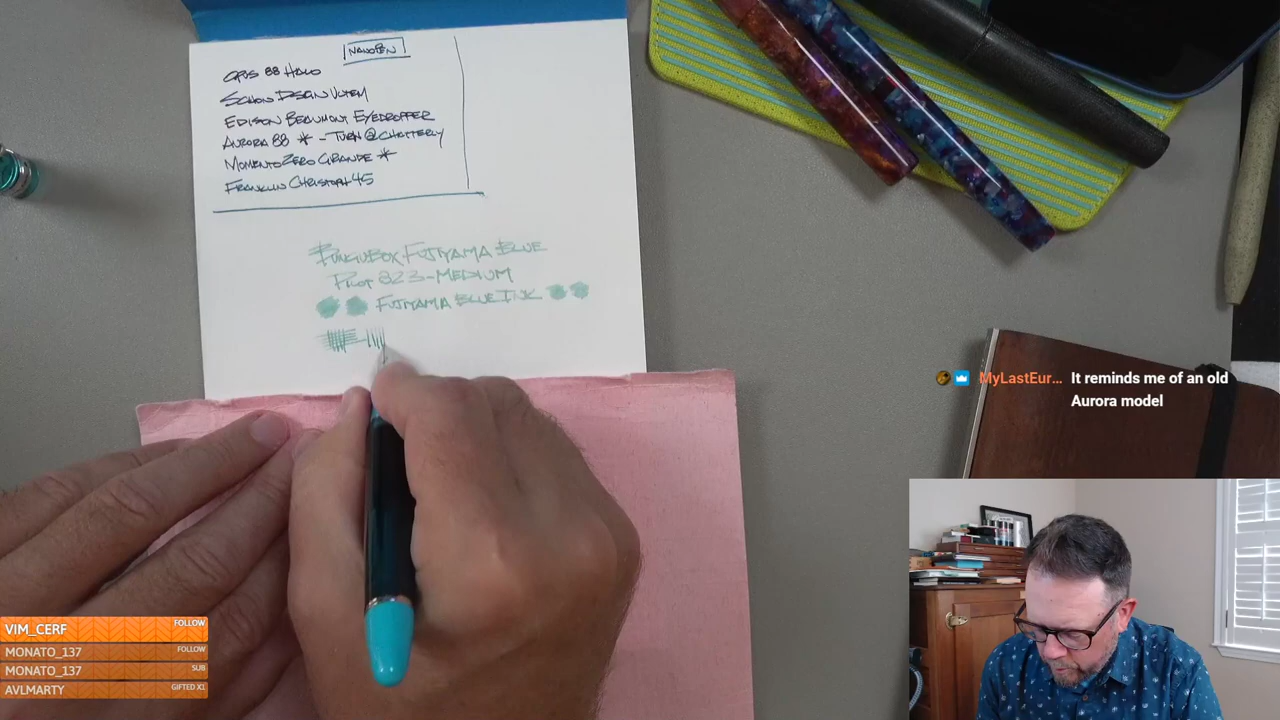 NANOPEN
OPUS 88 HALO
SCHON DSGN ULTEM
EDISON BEAUMONT EYEDROPPER
AURORA 88 * - TURN @ CHATTERLY
MOMENTO ZERO GRANDE *
FRANKLIN CHRISTOPH 45
BUNGUBOX - FUJIYAMA BLUE
PILOT 823 - MEDIUM
FUJIYAMA BLUE INK
MyLastEur... It reminds me of an old
Aurora model
VIM_CERF FOLLOW
MONATO_137 FOLLOW
MONATO_137 SUB
AVLMARTY GIFTED X1